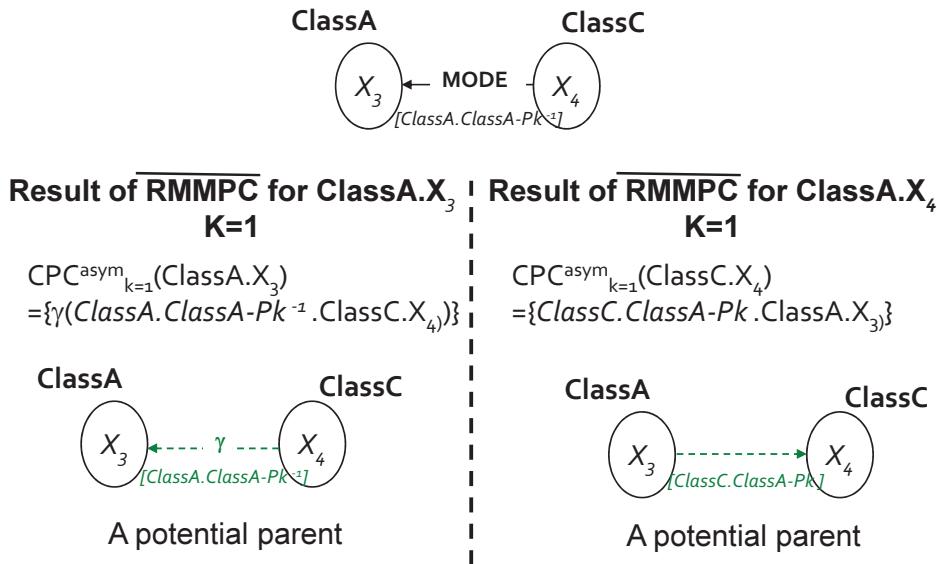 ClassA ClassC
X₃ MODE X₄
[ClassA.ClassA-Pk⁻¹]
Result of R̅M̅M̅P̅C̅ for ClassA.X₃
K=1
CPCᵃˢʸᵐₖ₌₁(ClassA.X₃)
={γ(ClassA.ClassA-Pk⁻¹.ClassC.X₄))}
ClassA
ClassC
X₃ γ X₄
[ClassA.ClassA-Pk⁻¹]
A potential parent
Result of R̅M̅M̅P̅C̅ for ClassA.X₄
K=1
CPCᵃˢʸᵐₖ₌₁(ClassC.X₄)
={ClassC.ClassA-Pk.ClassA.X₃)}
ClassA
ClassC
X₃ X₄
[ClassC.ClassA-Pk]
A potential parent